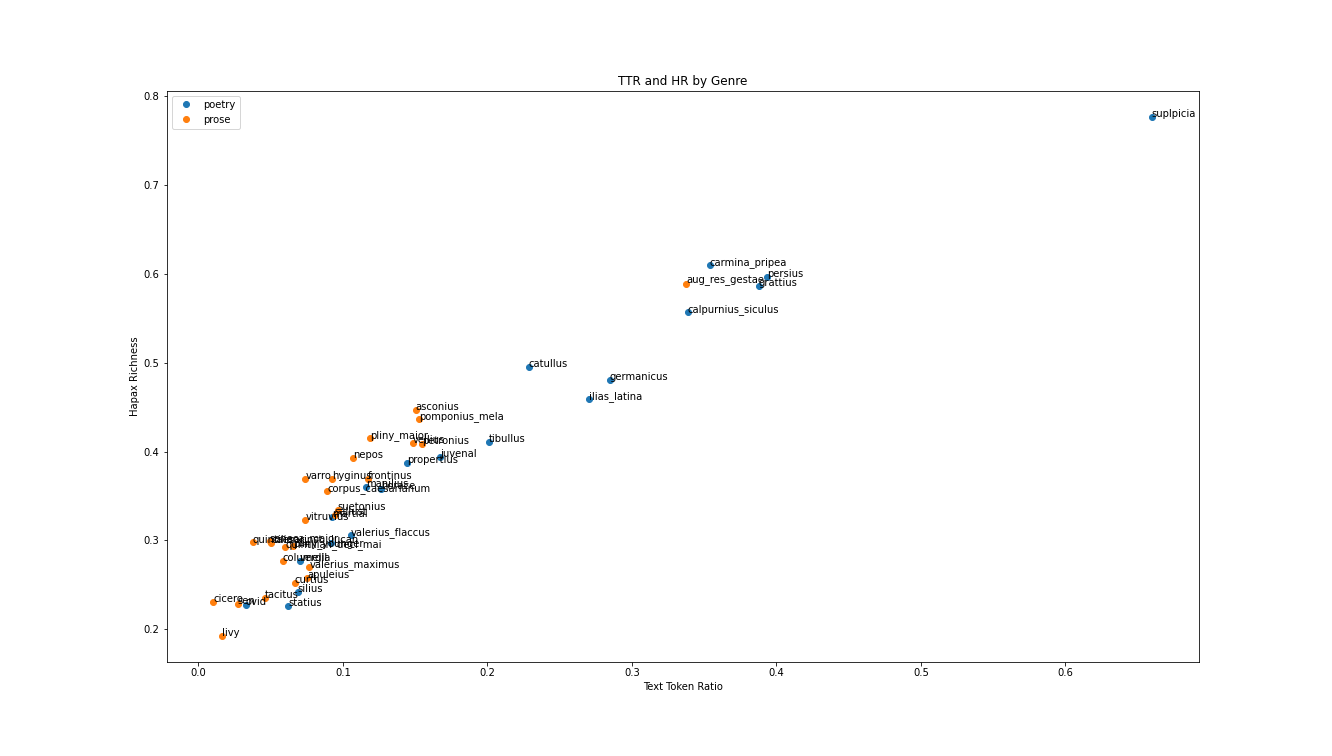 TTR and HR by Genre
poetry
prose
Hapax Richness
0.8
0.7
0.6
0.5
0.4
0.3
0.2
suplpicia
carmina_pripea
persius
aug_res_gestae
grattius
calpurnius_siculus
catullus
germanicus
ilias_latina
asconius
pomponius_mela
pliny_major
petronius
tibullus
nepos
juvenal
propertius
varro
hyginus
frontinus
manilius
corpus_caesarianum
suetonius
vitruvius
valerius_flaccus
columella
valerius_maximus
apuleius
curtius
silius
cicero
ovid
tacitus
statius
livy
0.0
0.1
0.2
0.3
0.4
0.5
0.6
Text Token Ratio